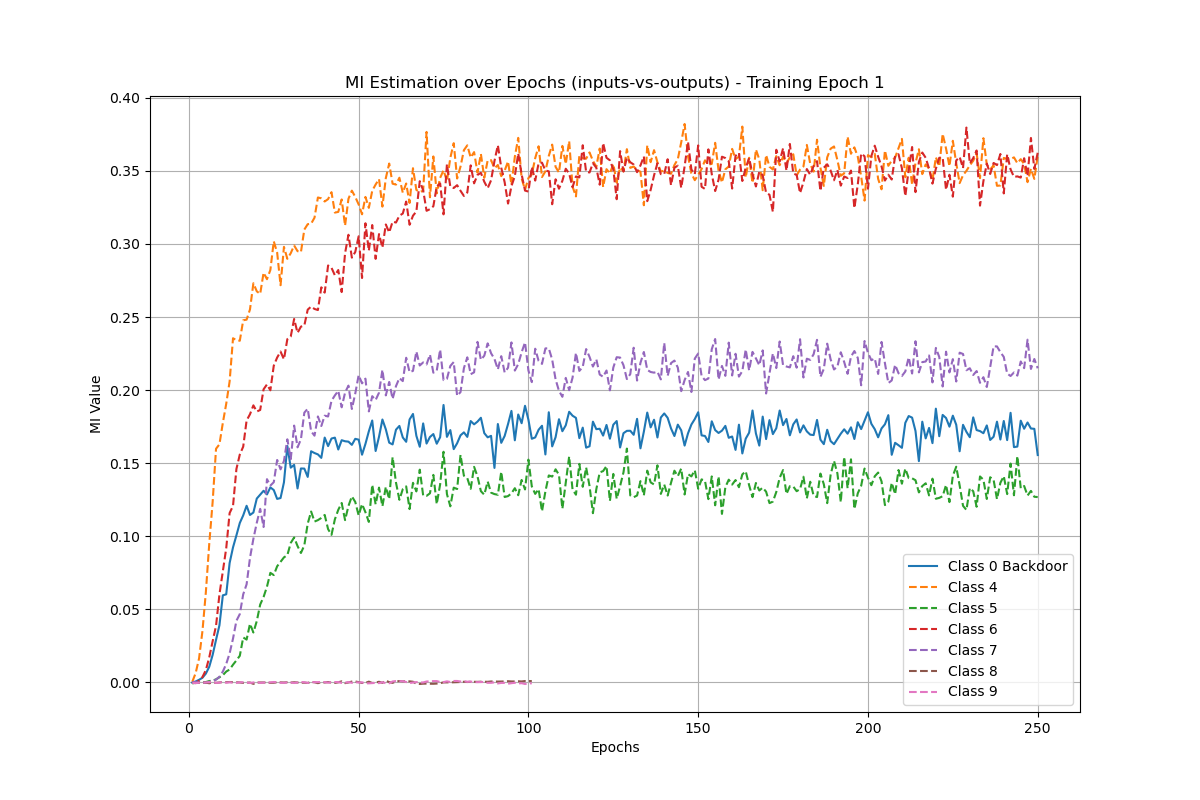 MI Estimation over Epochs (inputs-vs-outputs) - Training Epoch 1
0.40
0.35
0.30
0.25
0.20
0.15
0.10
0.05
0.00
MI Value
0 50 100 150 200 250
Epochs
Class 0 Backdoor
Class 4
Class 5
Class 6
Class 7
Class 8
Class 9